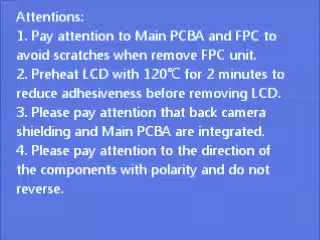 Attentions:
1. Pay attention to Main PCBA and FPC to
avoid scratches when remove FPC unit.
2. Preheat LCD with 120℃ for 2 minutes to
reduce adhesiveness before removing LCD.
3. Please pay attention that back camera
shielding and Main PCBA are integrated.
4. Please pay attention to the direction of
the components with polarity and do not
reverse.